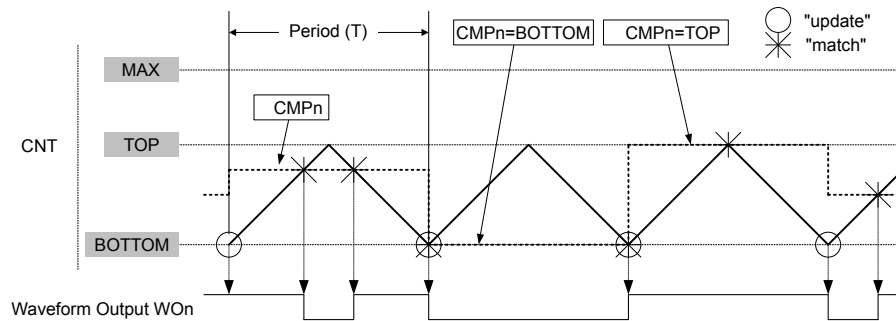 Period (T)
CMPn=BOTTOM
CMPn=TOP
"update"
"match"
MAX
CMPn
CNT
TOP
BOTTOM
Waveform Output WOn